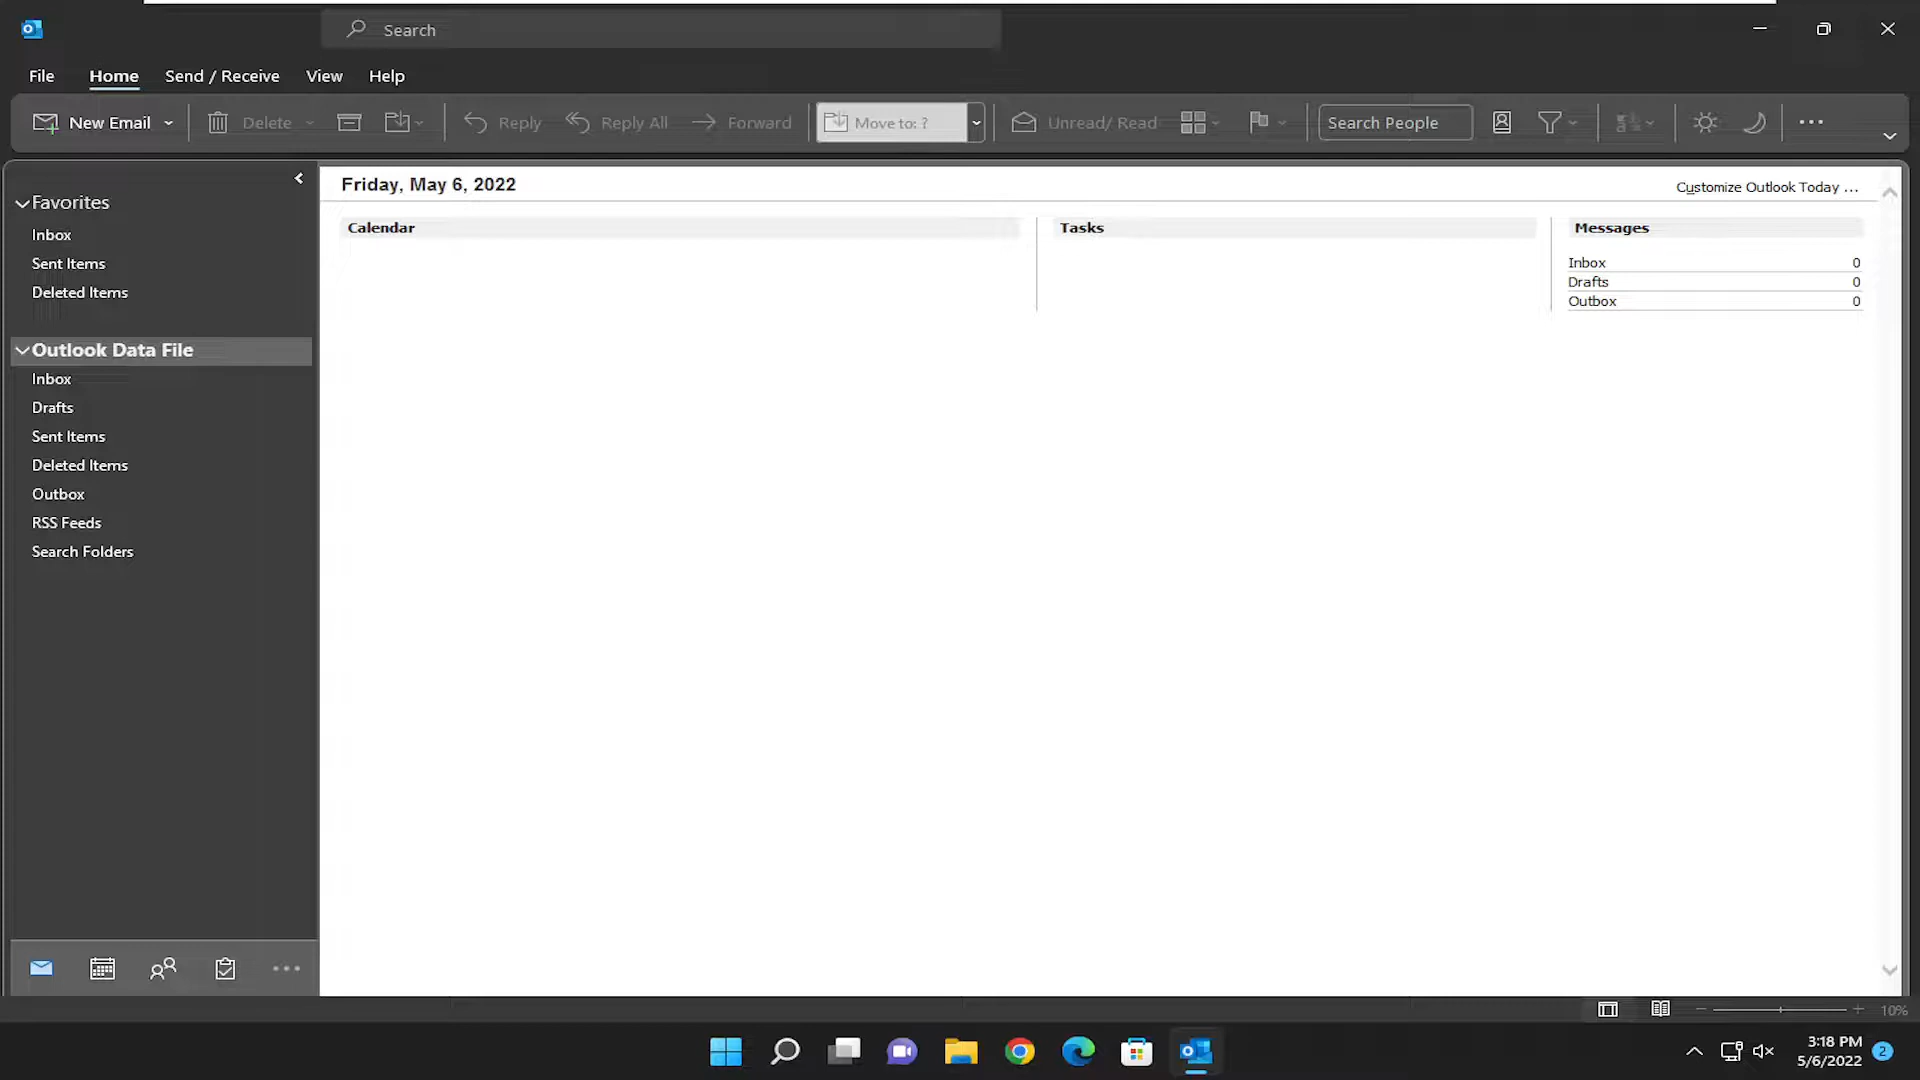 Search
File Home Send / Receive View Help
New Email Delete Reply Reply All Forward Move to: ? Unread/ Read Search People
Friday, May 6, 2022
Customize Outlook Today ...
Favorites
Inbox
Sent Items
Deleted Items
Outlook Data File
Inbox
Drafts
Sent Items
Deleted Items
Outbox
RSS Feeds
Search Folders
Calendar
Tasks
Messages
Inbox 0
Drafts 0
Outbox 0
10%
3:18 PM
5/6/2022
2